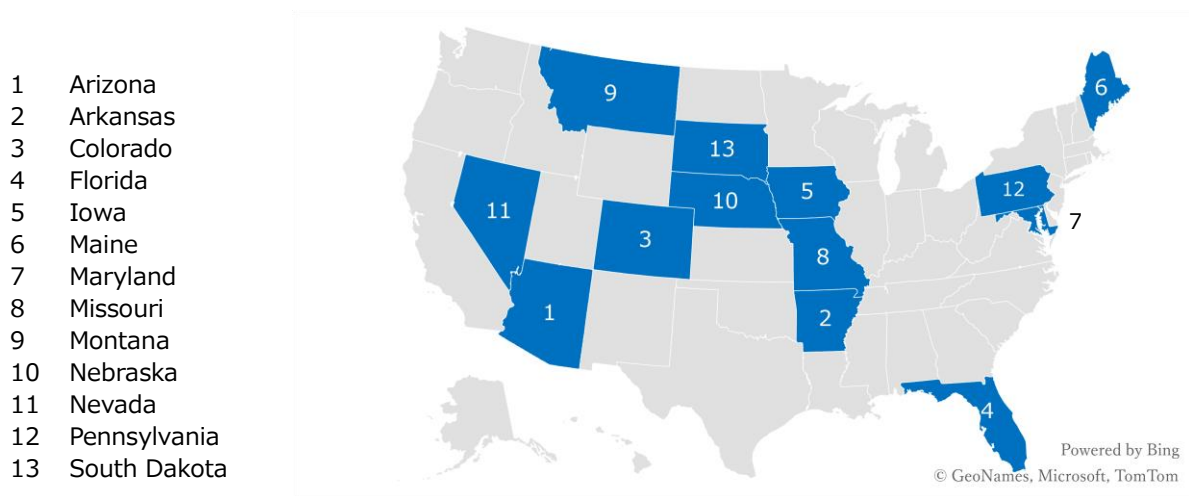 1 Arizona
2 Arkansas
3 Colorado
4 Florida
5 Iowa
6 Maine
7 Maryland
8 Missouri
9 Montana
10 Nebraska
11 Nevada
12 Pennsylvania
13 South Dakota
9
6
13
12
5
10
11
7
3
8
1
2
4
Powered by Bing
© GeoNames, Microsoft, TomTom